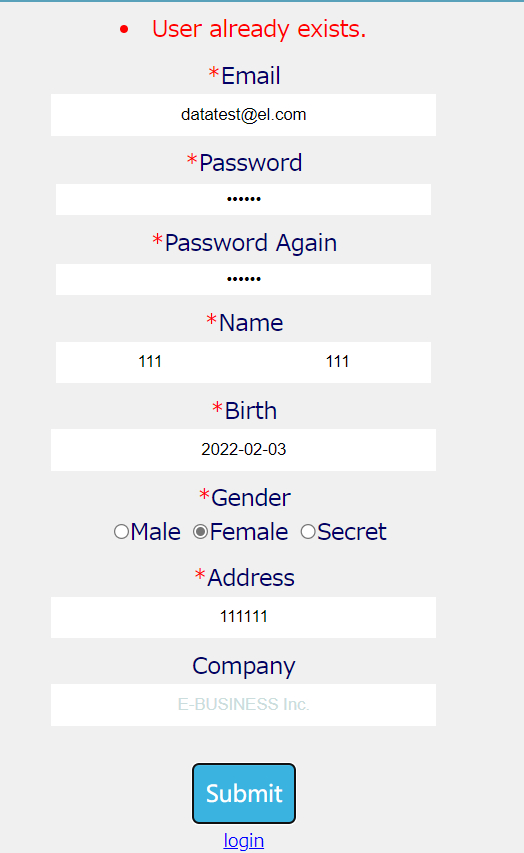 User already exists.
*Email
datatest@el.com
*Password
••••••
*Password Again
••••••
*Name
111 111
*Birth
2022-02-03
*Gender
Male Female Secret
*Address
111111
Company
E-BUSINESS Inc.
Submit
login